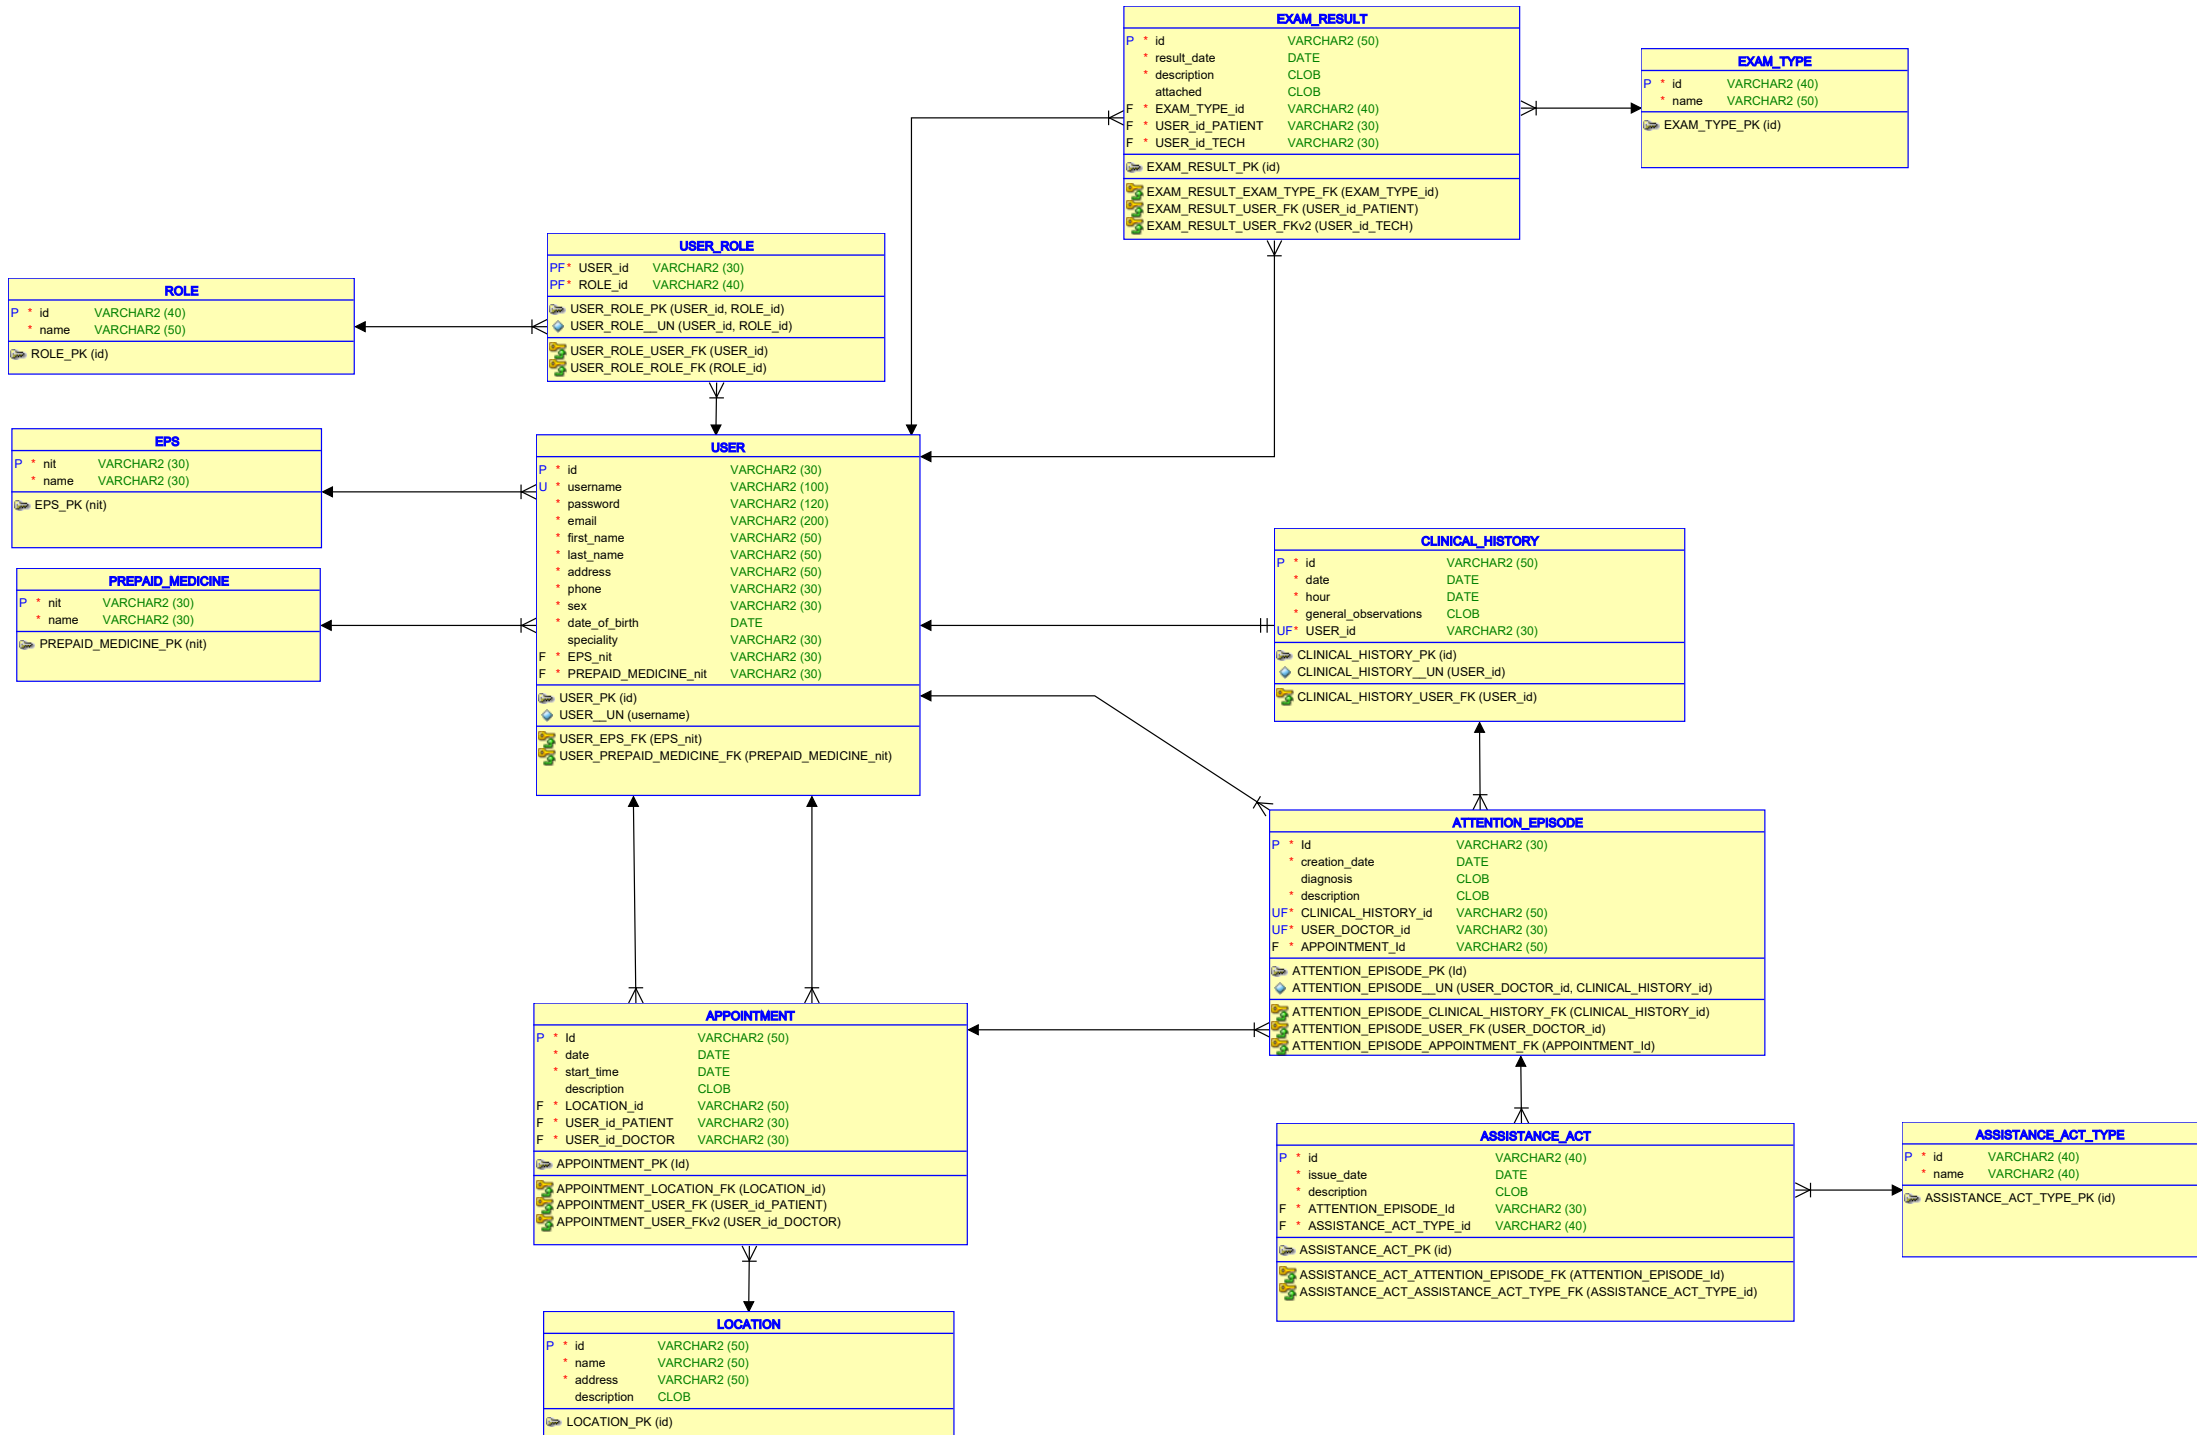 EXAM_RESULT
P * id VARCHAR2 (50)
* result_date DATE
* description CLOB
attached CLOB
F * EXAM_TYPE_id VARCHAR2 (40)
F * USER_id_PATIENT VARCHAR2 (30)
F * USER_id_TECH VARCHAR2 (30)
EXAM_RESULT_PK (id)
EXAM_RESULT_EXAM_TYPE_FK (EXAM_TYPE_id)
EXAM_RESULT_USER_FK (USER_id_PATIENT)
EXAM_RESULT_USER_FKv2 (USER_id_TECH)
EXAM_TYPE
P * id VARCHAR2 (40)
* name VARCHAR2 (50)
EXAM_TYPE_PK (id)
USER_ROLE
PF* USER_id VARCHAR2 (30)
PF* ROLE_id VARCHAR2 (40)
USER_ROLE_PK (USER_id, ROLE_id)
USER_ROLE__UN (USER_id, ROLE_id)
USER_ROLE_USER_FK (USER_id)
USER_ROLE_ROLE_FK (ROLE_id)
ROLE
P * id VARCHAR2 (40)
* name VARCHAR2 (50)
ROLE_PK (id)
EPS
P * nit VARCHAR2 (30)
* name VARCHAR2 (30)
EPS_PK (nit)
PREPAID_MEDICINE
P * nit VARCHAR2 (30)
* name VARCHAR2 (30)
PREPAID_MEDICINE_PK (nit)
USER
P * id VARCHAR2 (30)
U * username VARCHAR2 (100)
* password VARCHAR2 (120)
* email VARCHAR2 (200)
* first_name VARCHAR2 (50)
* last_name VARCHAR2 (50)
* address VARCHAR2 (50)
* phone VARCHAR2 (30)
* sex VARCHAR2 (30)
* date_of_birth DATE
speciality VARCHAR2 (30)
F * EPS_nit VARCHAR2 (30)
F * PREPAID_MEDICINE_nit VARCHAR2 (30)
USER_PK (id)
USER__UN (username)
USER_EPS_FK (EPS_nit)
USER_PREPAID_MEDICINE_FK (PREPAID_MEDICINE_nit)
CLINICAL_HISTORY
P * id VARCHAR2 (50)
* date DATE
* hour DATE
* general_observations CLOB
UF* USER_id VARCHAR2 (30)
CLINICAL_HISTORY_PK (id)
CLINICAL_HISTORY__UN (USER_id)
CLINICAL_HISTORY_USER_FK (USER_id)
ATTENTION_EPISODE
P * Id VARCHAR2 (30)
* creation_date DATE
diagnosis CLOB
* description CLOB
UF* CLINICAL_HISTORY_id VARCHAR2 (50)
UF* USER_DOCTOR_id VARCHAR2 (30)
F * APPOINTMENT_Id VARCHAR2 (50)
ATTENTION_EPISODE_PK (Id)
ATTENTION_EPISODE__UN (USER_DOCTOR_id, CLINICAL_HISTORY_id)
ATTENTION_EPISODE_CLINICAL_HISTORY_FK (CLINICAL_HISTORY_id)
ATTENTION_EPISODE_USER_FK (USER_DOCTOR_id)
ATTENTION_EPISODE_APPOINTMENT_FK (APPOINTMENT_Id)
APPOINTMENT
P * Id VARCHAR2 (50)
* date DATE
* start_time DATE
description CLOB
F * LOCATION_id VARCHAR2 (50)
F * USER_id_PATIENT VARCHAR2 (30)
F * USER_id_DOCTOR VARCHAR2 (30)
APPOINTMENT_PK (Id)
APPOINTMENT_LOCATION_FK (LOCATION_id)
APPOINTMENT_USER_FK (USER_id_PATIENT)
APPOINTMENT_USER_FKv2 (USER_id_DOCTOR)
ASSISTANCE_ACT
P * id VARCHAR2 (40)
* issue_date DATE
* description CLOB
F * ATTENTION_EPISODE_Id VARCHAR2 (30)
F * ASSISTANCE_ACT_TYPE_id VARCHAR2 (40)
ASSISTANCE_ACT_PK (id)
ASSISTANCE_ACT_ATTENTION_EPISODE_FK (ATTENTION_EPISODE_Id)
ASSISTANCE_ACT_ASSISTANCE_ACT_TYPE_FK (ASSISTANCE_ACT_TYPE_id)
ASSISTANCE_ACT_TYPE
P * id VARCHAR2 (40)
* name VARCHAR2 (40)
ASSISTANCE_ACT_TYPE_PK (id)
LOCATION
P * id VARCHAR2 (50)
* name VARCHAR2 (50)
* address VARCHAR2 (50)
description CLOB
LOCATION_PK (id)